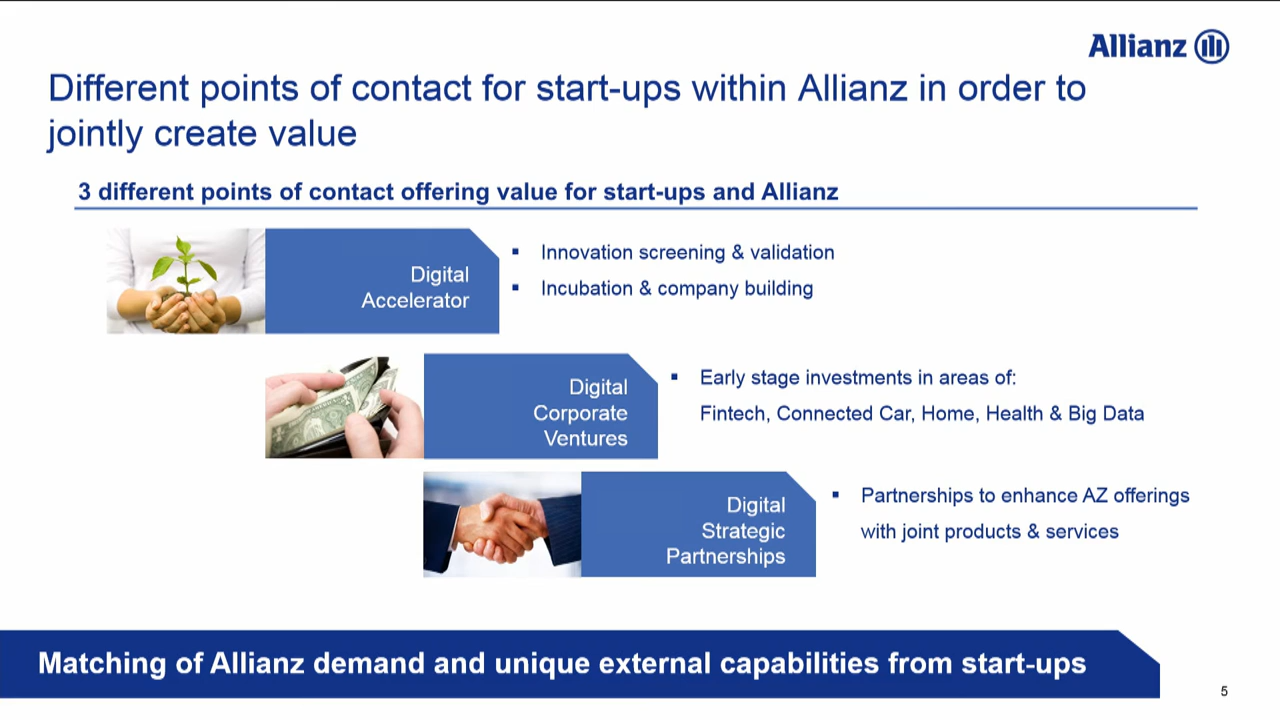 Allianz
Different points of contact for start-ups within Allianz in order to
jointly create value
3 different points of contact offering value for start-ups and Allianz
Digital
Accelerator
▪ Innovation screening & validation
▪ Incubation & company building
Digital
Corporate
Ventures
▪ Early stage investments in areas of:
Fintech, Connected Car, Home, Health & Big Data
Digital
Strategic
Partnerships
▪ Partnerships to enhance AZ offerings
with joint products & services
Matching of Allianz demand and unique external capabilities from start-ups
5